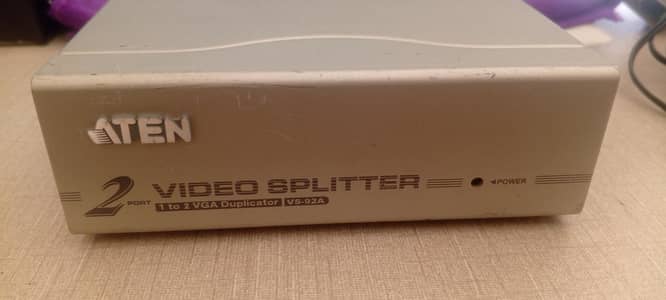 ATEN
2 PORT VIDEO SPLITTER ◄POWER
1 to 2 VGA Duplicator VS-92A